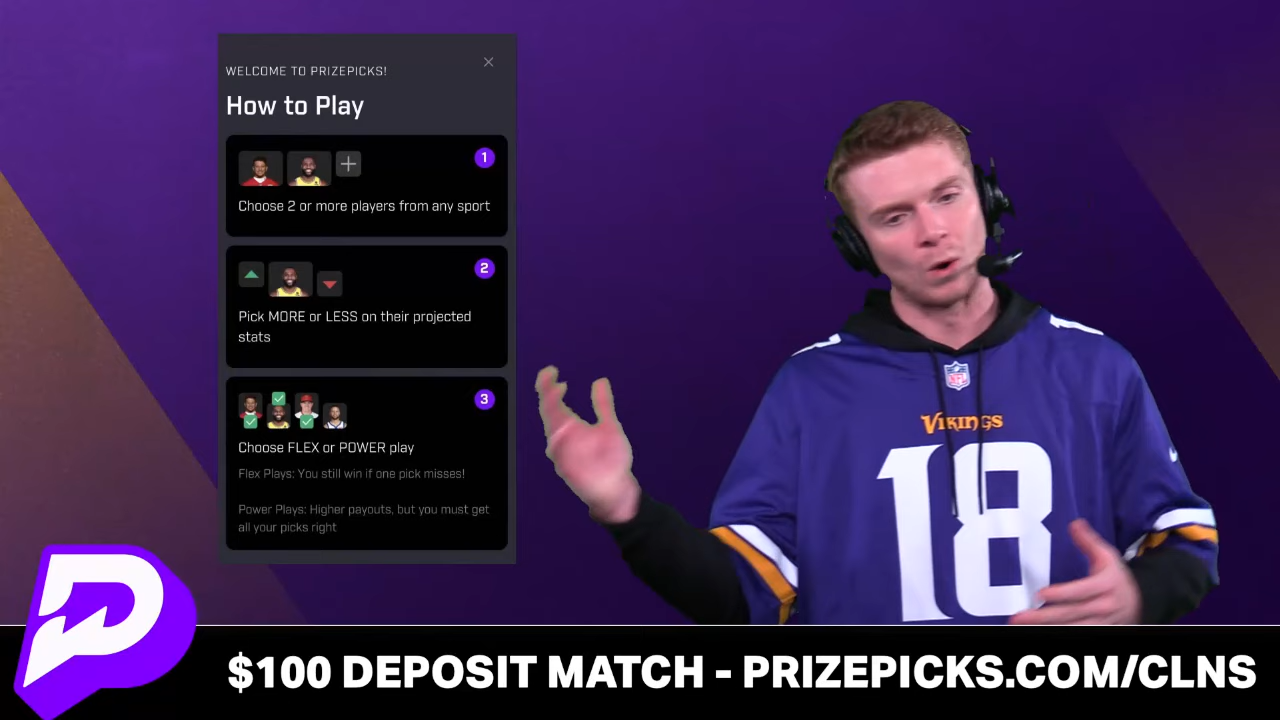 WELCOME TO PRIZEPICKS!
How to Play
1
Choose 2 or more players from any sport
2
Pick MORE or LESS on their projected
stats
3
Choose FLEX or POWER play
Flex Plays: You still win if one pick misses!
Power Plays: Higher payouts, but you must get
all your picks right
NFL
VIKINGS
18
$100 DEPOSIT MATCH - PRIZEPICKS.COM/CLNS